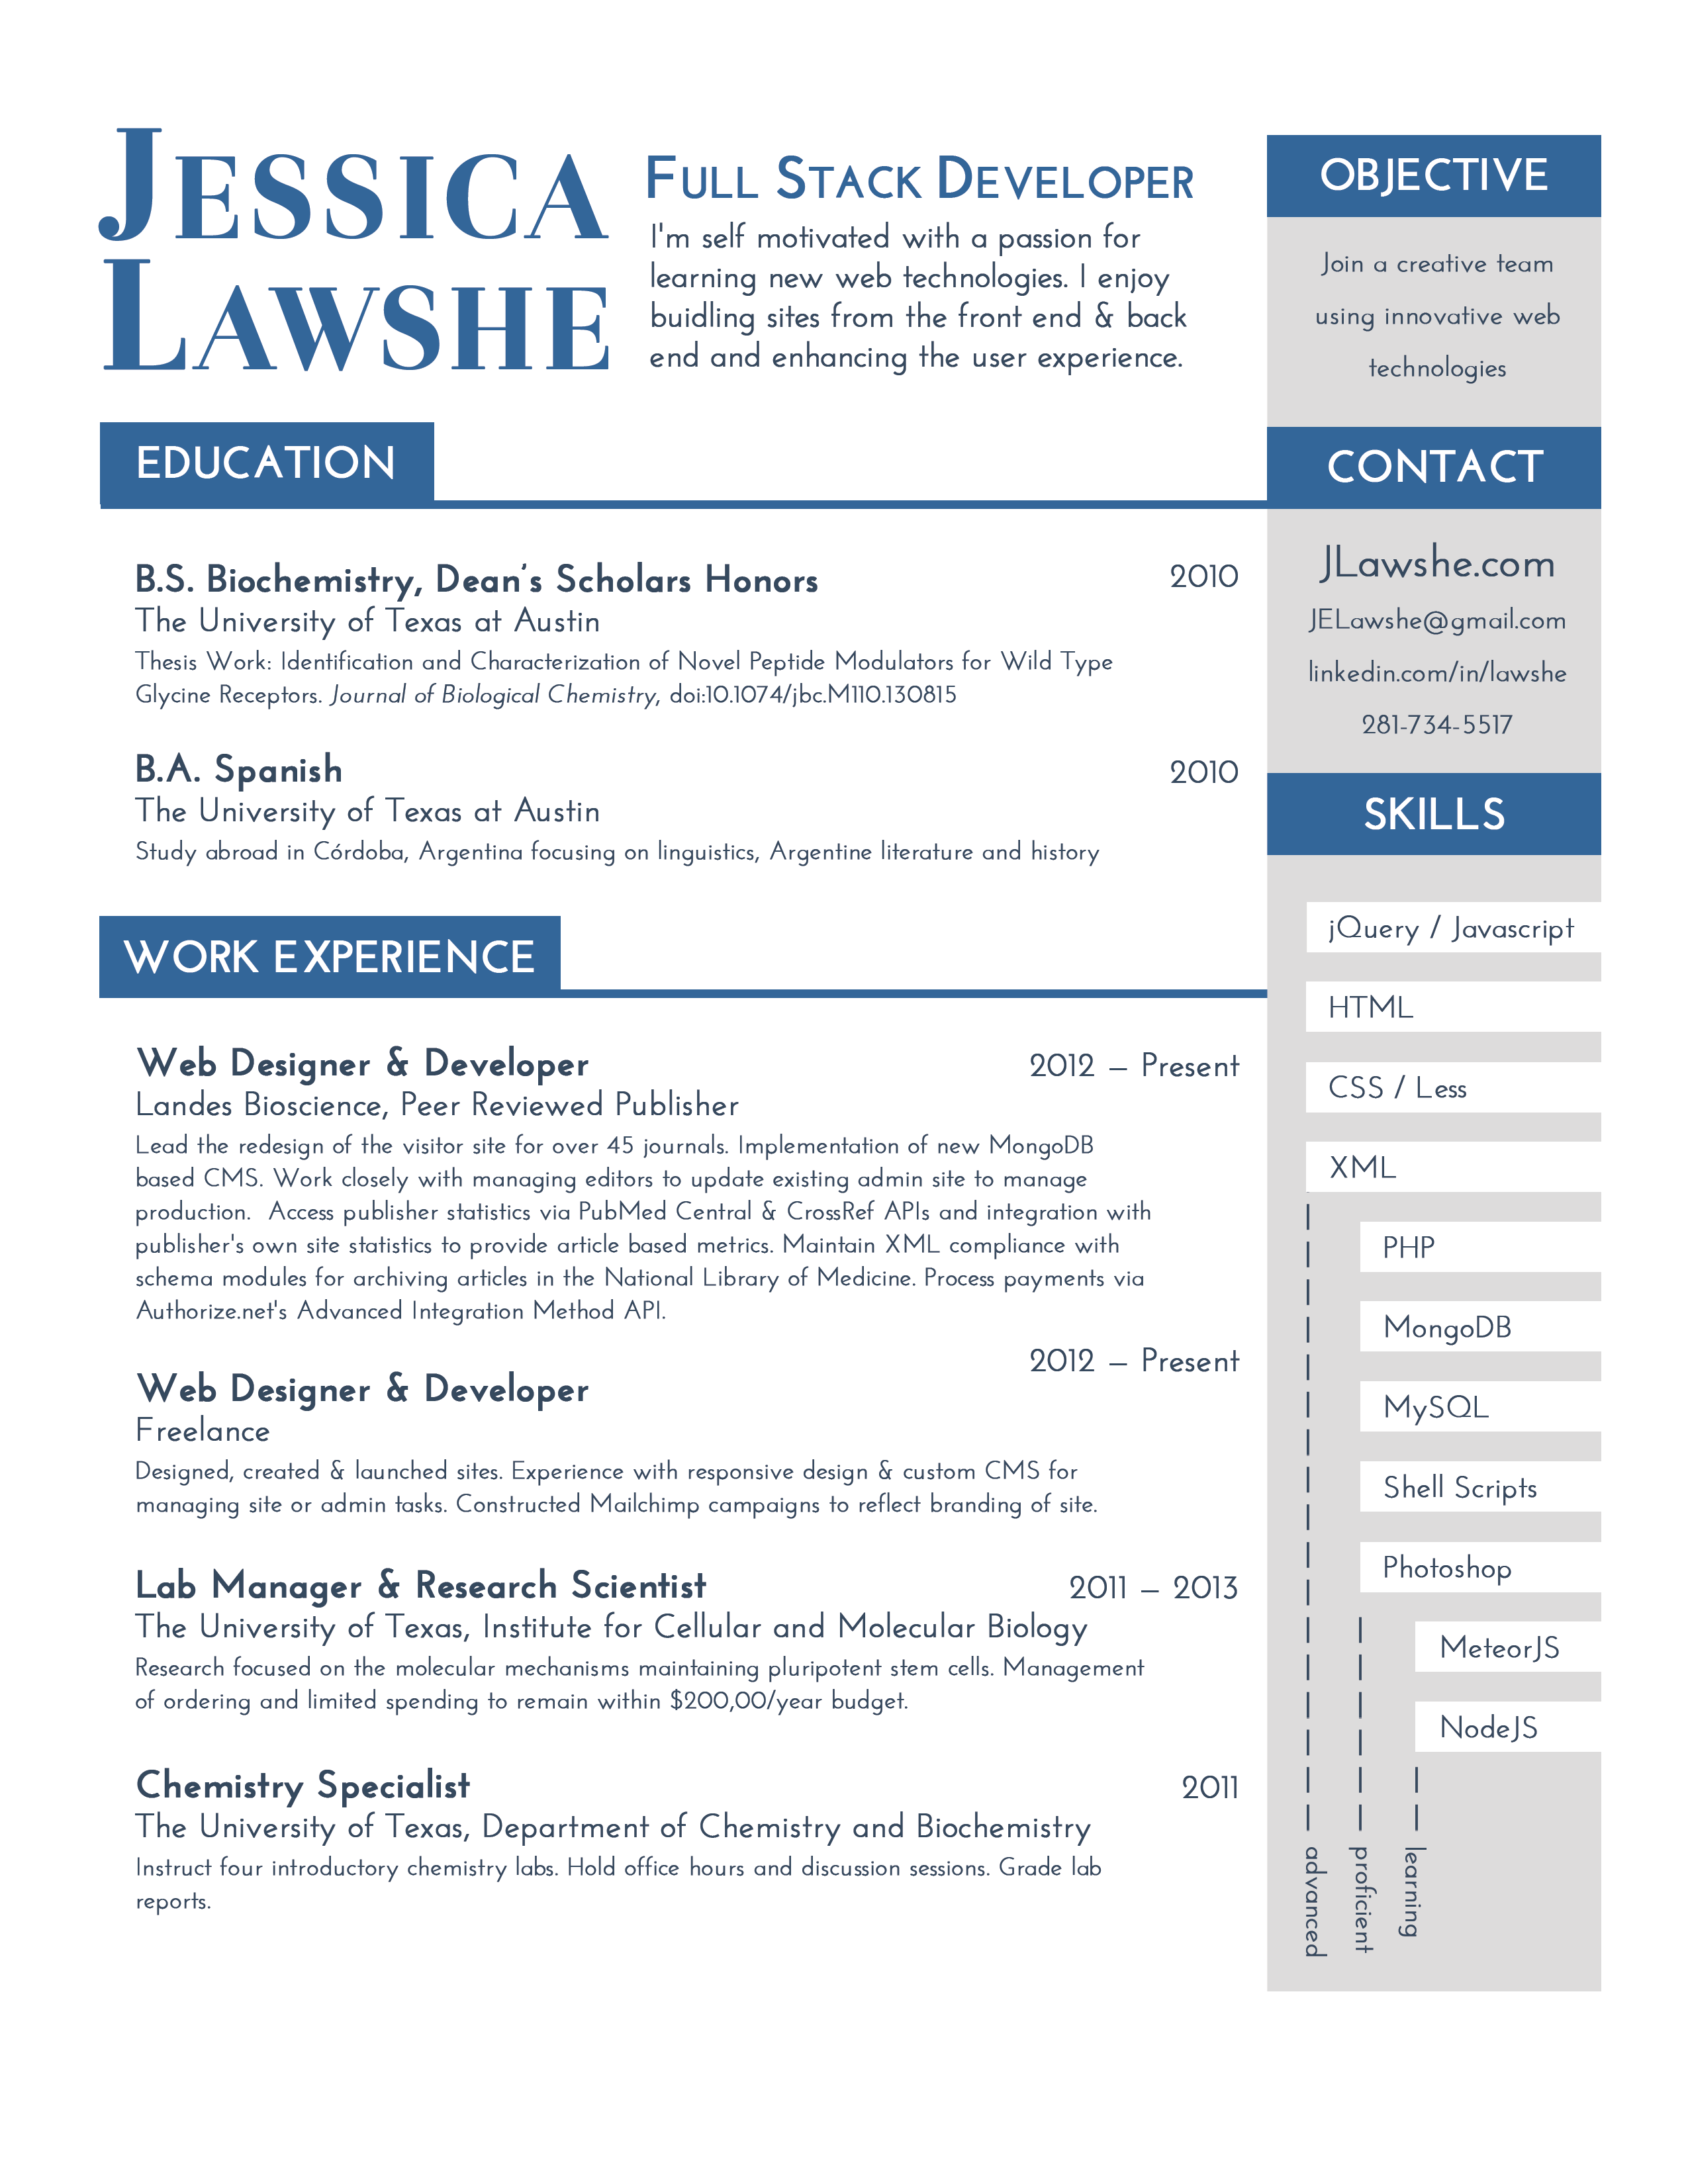 JESSICA
LAWSHE
FULL STACK DEVELOPER
I'm self motivated with a passion for
learning new web technologies. I enjoy
buidling sites from the front end & back
end and enhancing the user experience.
OBJECTIVE
Join a creative team
using innovative web
technologies
CONTACT
JLawshe.com
JELawshe@gmail.com
linkedin.com/in/lawshe
281-734-5517
EDUCATION
B.S. Biochemistry, Dean's Scholars Honors 2010
The University of Texas at Austin
Thesis Work: Identification and Characterization of Novel Peptide Modulators for Wild Type
Glycine Receptors. Journal of Biological Chemistry, doi:10.1074/jbc.M110.130815
B.A. Spanish 2010
The University of Texas at Austin
Study abroad in Córdoba, Argentina focusing on linguistics, Argentine literature and history
WORK EXPERIENCE
Web Designer & Developer 2012 – Present
Landes Bioscience, Peer Reviewed Publisher
Lead the redesign of the visitor site for over 45 journals. Implementation of new MongoDB
based CMS. Work closely with managing editors to update existing admin site to manage
production.  Access publisher statistics via PubMed Central & CrossRef APIs and integration with
publisher's own site statistics to provide article based metrics. Maintain XML compliance with
schema modules for archiving articles in the National Library of Medicine. Process payments via
Authorize.net's Advanced Integration Method API.
2012 – Present
Web Designer & Developer
Freelance
Designed, created & launched sites. Experience with responsive design & custom CMS for
managing site or admin tasks. Constructed Mailchimp campaigns to reflect branding of site.
Lab Manager & Research Scientist 2011 – 2013
The University of Texas, Institute for Cellular and Molecular Biology
Research focused on the molecular mechanisms maintaining pluripotent stem cells. Management
of ordering and limited spending to remain within $200,00/year budget.
Chemistry Specialist 2011
The University of Texas, Department of Chemistry and Biochemistry
Instruct four introductory chemistry labs. Hold office hours and discussion sessions. Grade lab
reports.
SKILLS
jQuery / Javascript
HTML
CSS / Less
XML
PHP
MongoDB
MySQL
Shell Scripts
Photoshop
MeteorJS
NodeJS
advanced
proficient
learning